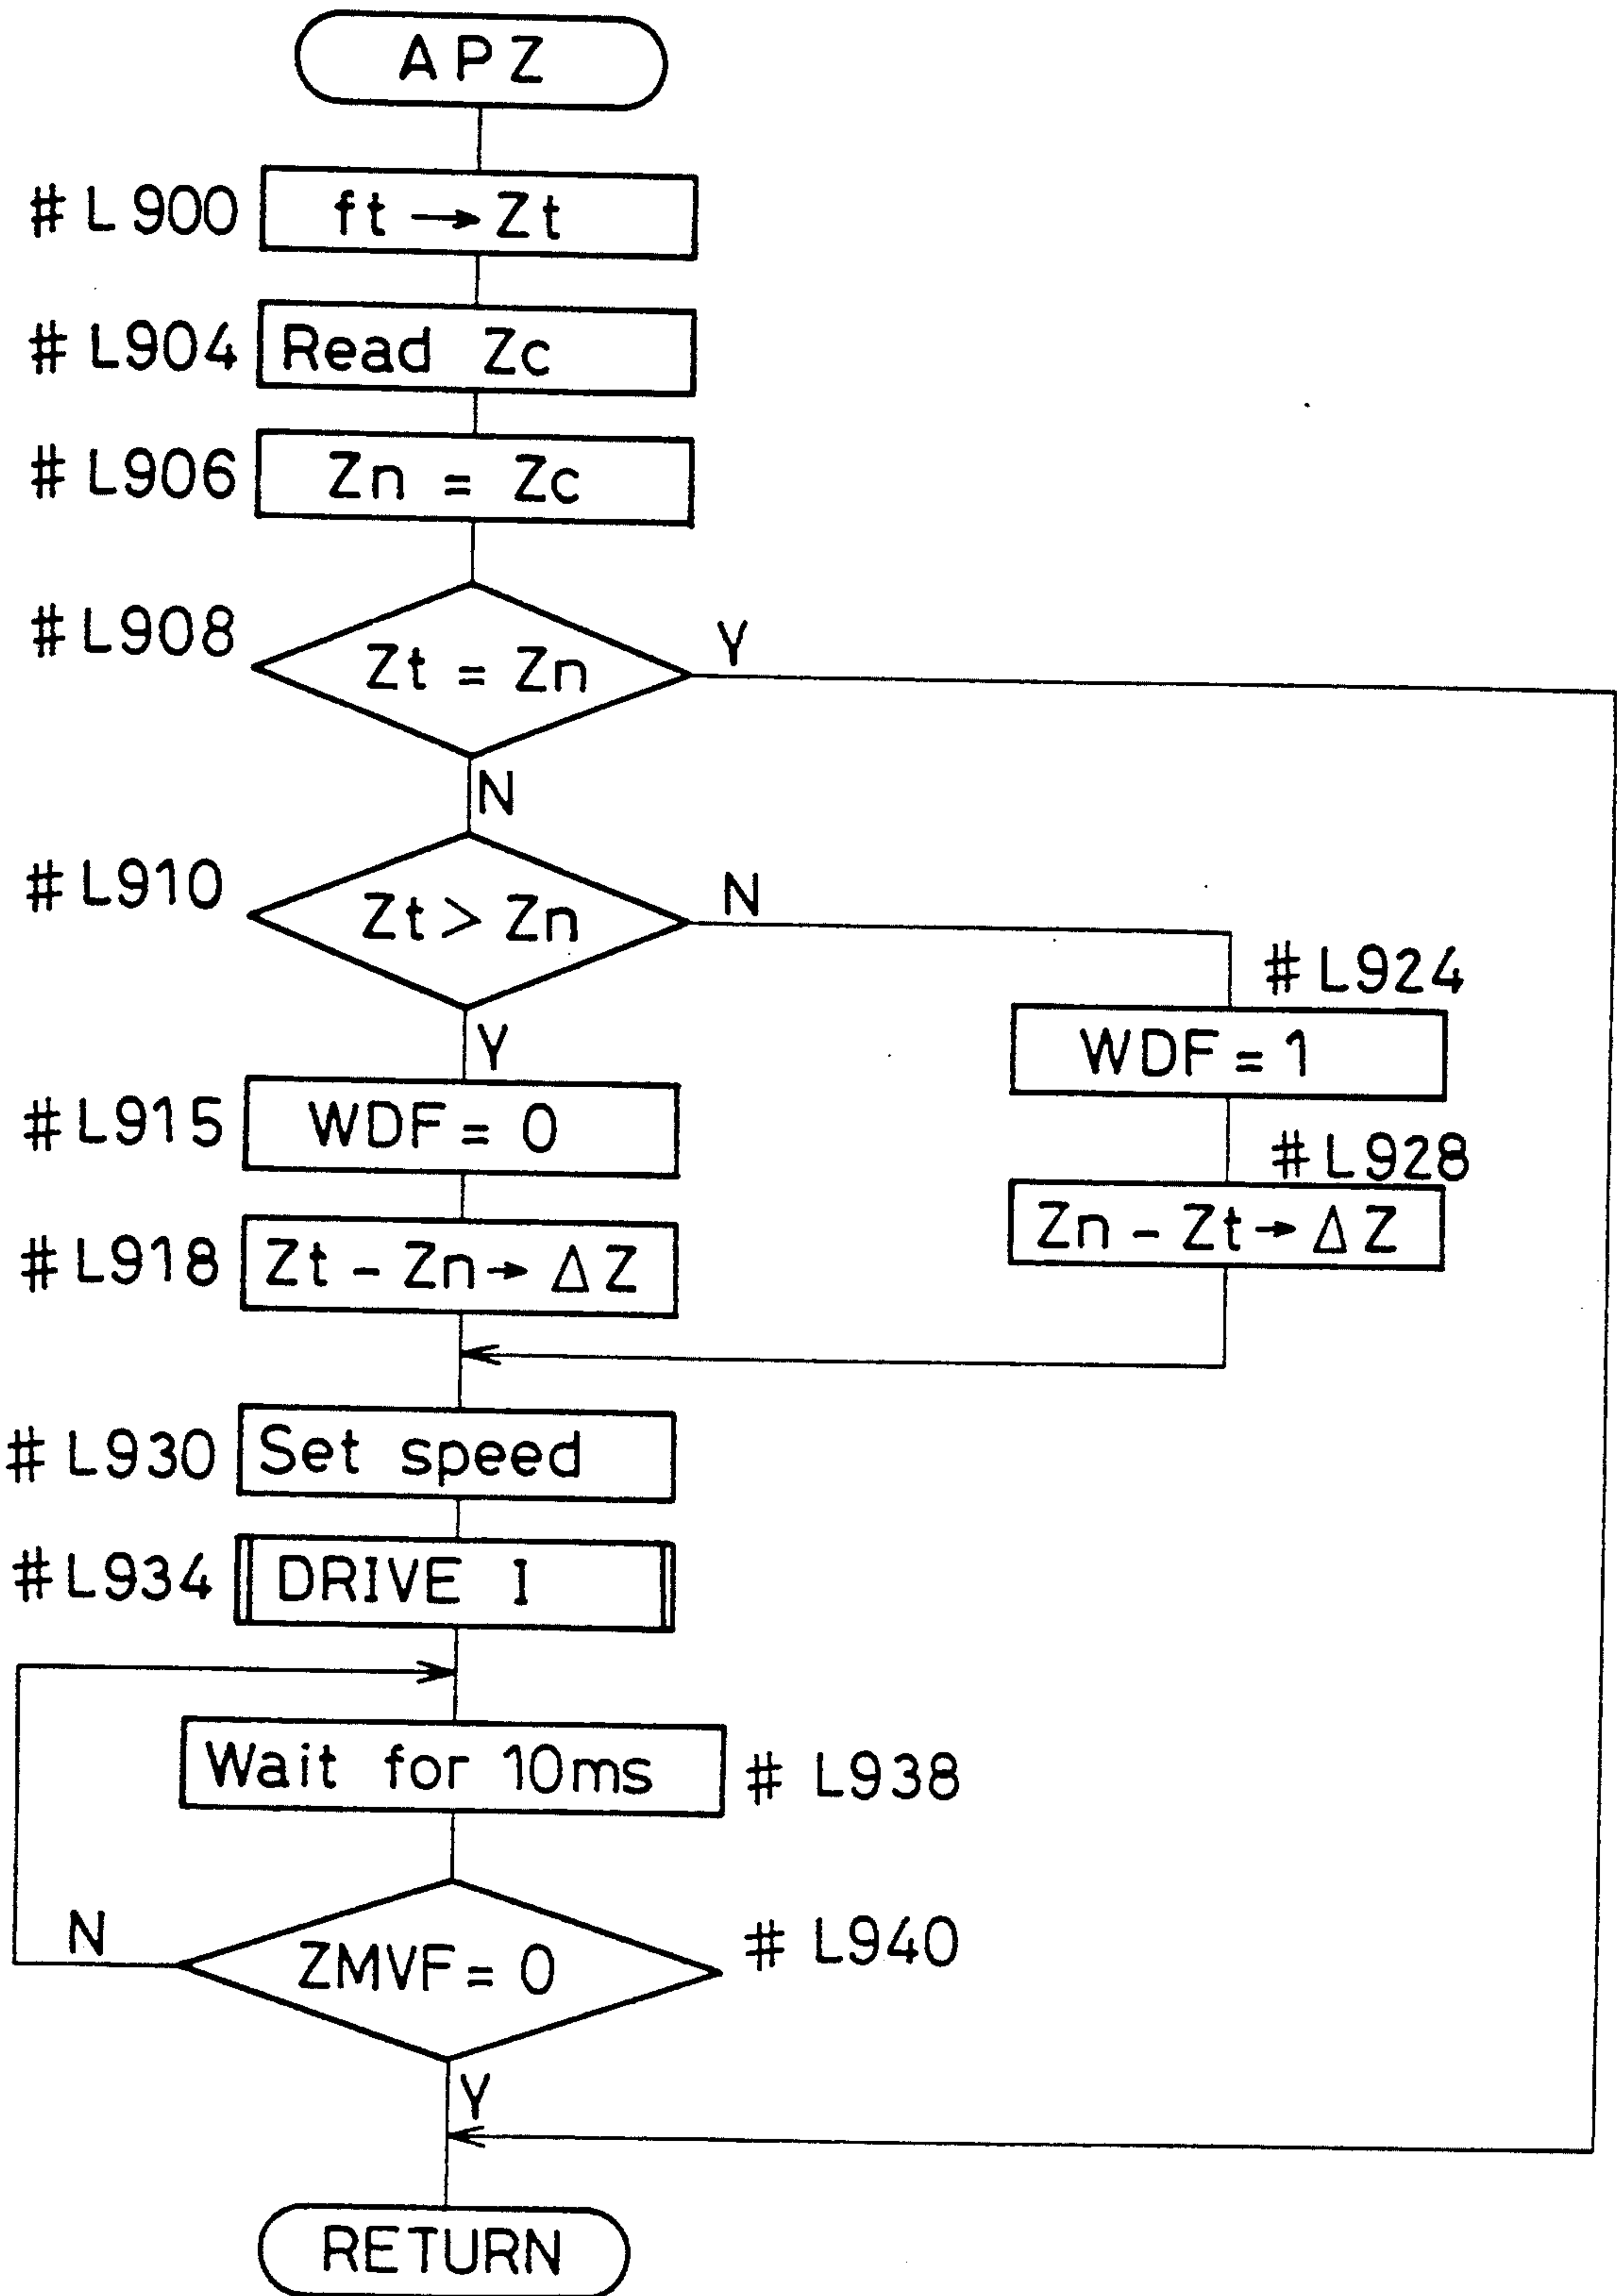 APZ
#L900 ft → Zt
#L904 Read Zc
#L906 Zn = Zc
#L908 Zt = Zn Y
N
#L910 Zt > Zn N
#L924
WDF = 1
Y
#L915 WDF = 0
#L928
Zn - Zt → ΔZ
#L918 Zt - Zn → ΔZ
#L930 Set speed
#L934 DRIVE I
Wait for 10ms #L938
N ZMVF = 0 #L940
Y
RETURN